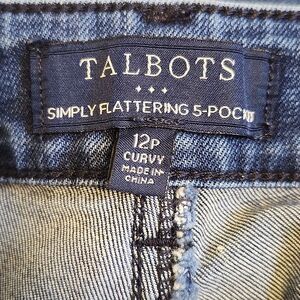 TALBOTS
SIMPLY FLATTERING 5-POCKET
12P
CURVY
MADE IN
CHINA